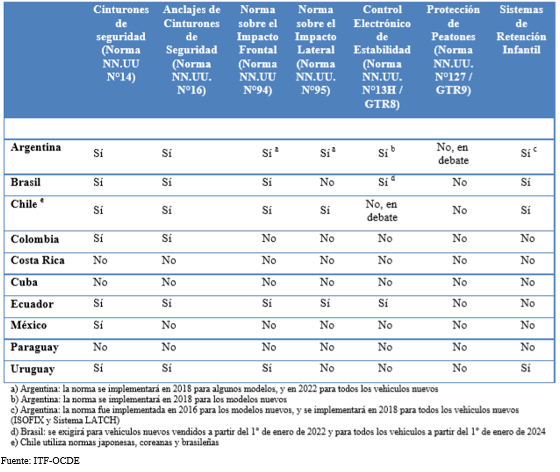 Cinturones de seguridad (Norma NN.UU N°14) Anclajes de Cinturones de Seguridad (Norma NN.UU. N°16) Norma sobre el Impacto Frontal (Norma NN.UU N°94) Norma sobre el Impacto Lateral (Norma NN.UU. N°95) Control Electrónico de Estabilidad (Norma NN.UU. N°13H / GTR8) Protección de Peatones (Norma NN.UU. N°127 / GTR9) Sistemas de Retención Infantil
Argentina Sí Sí Sí a Sí a Sí b No, en debate Sí c
Brasil Sí Sí Sí No Sí d No Sí
Chile e Sí Sí Sí Sí No, en debate No Sí
Colombia Sí Sí No No No No No
Costa Rica No No No No No No No
Cuba No No No No No No No
Ecuador Sí Sí Sí Sí Sí No No
México Sí No No No No No No
Paraguay No No No No No No No
Uruguay Sí Sí Sí No No No Sí
a) Argentina: la norma se implementará en 2018 para algunos modelos, y en 2022 para todos los vehículos nuevos
b) Argentina: la norma se implementará en 2018 para los modelos nuevos
c) Argentina: la norma fue implementada en 2016 para los modelos nuevos, y se implementará en 2018 para todos los vehículos nuevos
(ISOFIX y Sistema LATCH)
d) Brasil: se exigirá para vehículos nuevos vendidos a partir del 1° de enero de 2022 y para todos los vehículos a partir del 1° de enero de 2024
e) Chile utiliza normas japonesas, coreanas y brasileñas
Fuente: ITF-OCDE